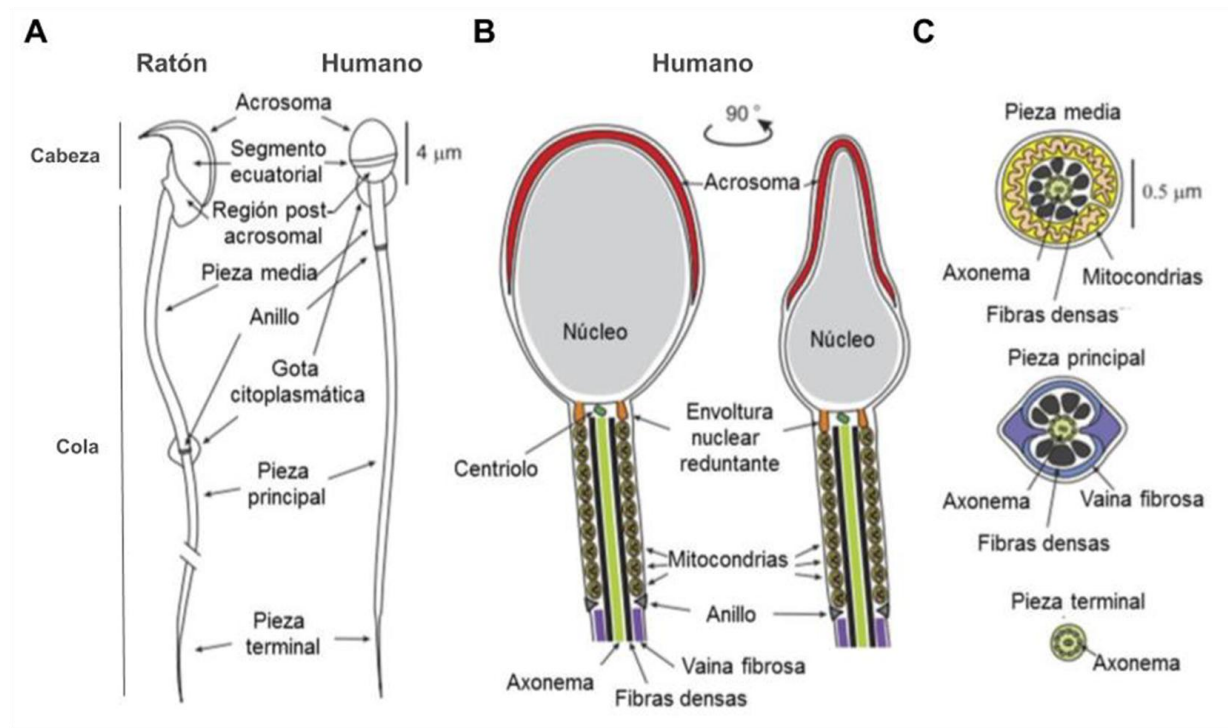 A
Ratón
Humano
Acrosoma
Cabeza
Segmento
ecuatorial
4 μm
Región post-
acrosomal
Pieza media
Anillo
Gota
citoplasmática
Cola
Pieza
principal
Pieza
terminal
B
Humano
90 °
Acrosoma
Núcleo
Núcleo
Envoltura
nuclear
reduntante
Centriolo
Mitocondrias
Anillo
Vaina fibrosa
Axonema
Fibras densas
C
Pieza media
0.5 μm
Axonema
Mitocondrias
Fibras densas
Pieza principal
Axonema
Vaina fibrosa
Fibras densas
Pieza terminal
Axonema